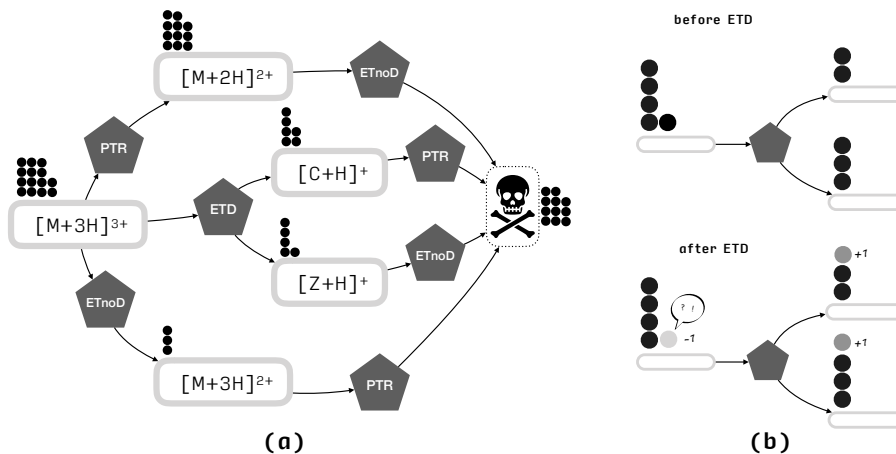 [M+2H]²⁺
ETnoD
PTR
[C+H]⁺
PTR
[M+3H]³⁺
ETD
[Z+H]⁺
ETnoD
ETnoD
[M+3H]²⁺
PTR
(a)
before ETD
after ETD
+1
? !
-1
+1
(b)